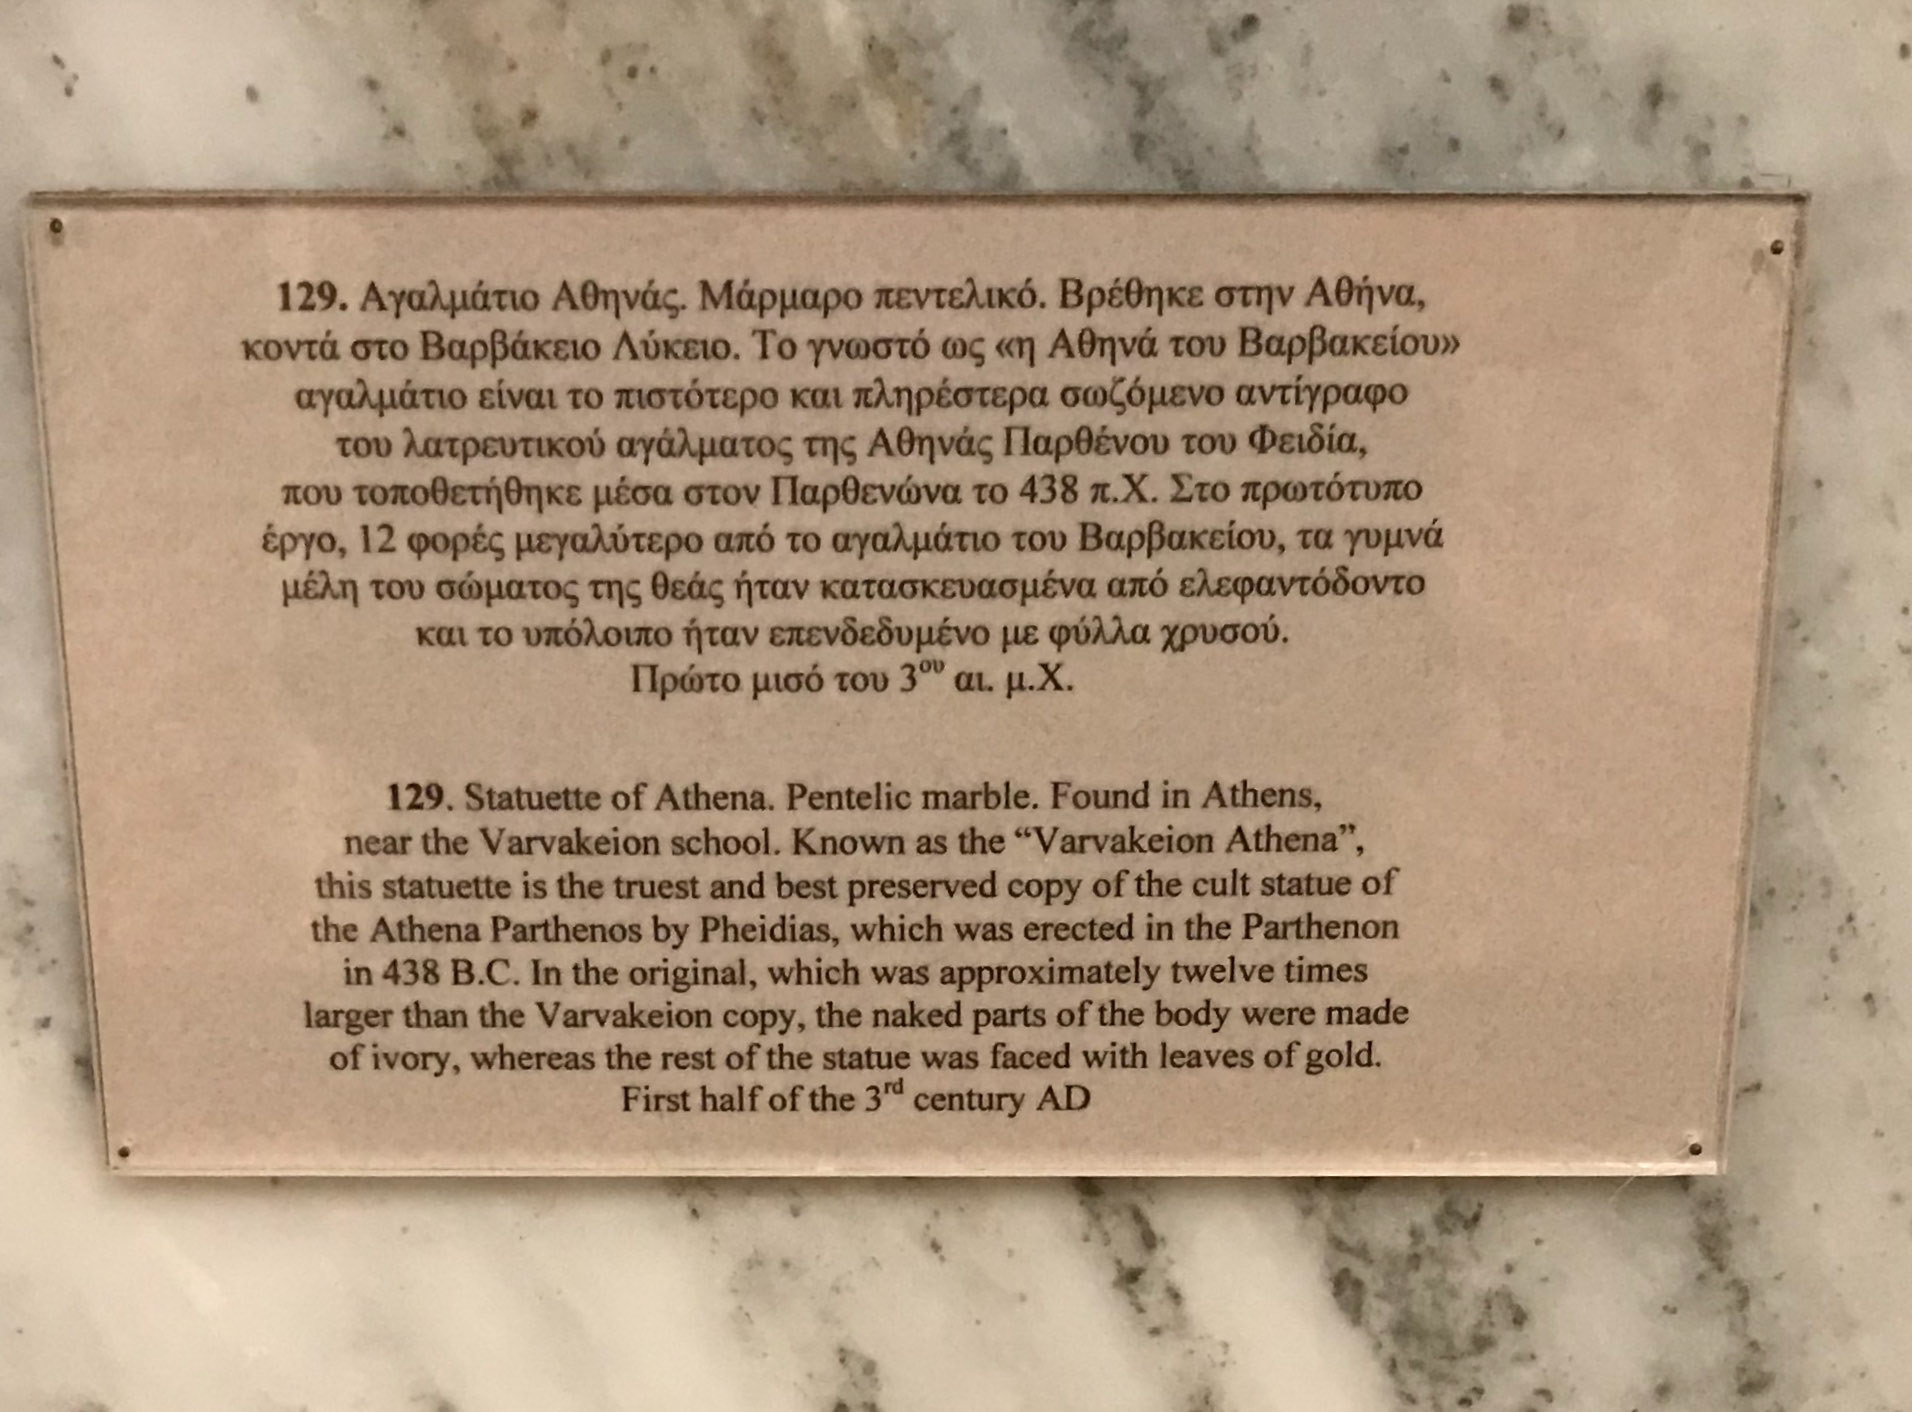 129. Αγαλμάτιο Αθηνάς. Μάρμαρο πεντελικό. Βρέθηκε στην Αθήνα,
κοντά στο Βαρβάκειο Λύκειο. Το γνωστό ως «η Αθηνά του Βαρβακείου»
αγαλμάτιο είναι το πιστότερο και πληρέστερα σωζόμενο αντίγραφο
του λατρευτικού αγάλματος της Αθηνάς Παρθένου του Φειδία,
που τοποθετήθηκε μέσα στον Παρθενώνα το 438 π.Χ. Στο πρωτότυπο
έργο, 12 φορές μεγαλύτερο από το αγαλμάτιο του Βαρβακείου, τα γυμνά
μέλη του σώματος της θεάς ήταν κατασκευασμένα από ελεφαντόδοντο
και το υπόλοιπο ήταν επενδεδυμένο με φύλλα χρυσού.
Πρώτο μισό του 3ου αι. μ.Χ.
129. Statuette of Athena. Pentelic marble. Found in Athens,
near the Varvakeion school. Known as the “Varvakeion Athena”,
this statuette is the truest and best preserved copy of the cult statue of
the Athena Parthenos by Pheidias, which was erected in the Parthenon
in 438 B.C. In the original, which was approximately twelve times
larger than the Varvakeion copy, the naked parts of the body were made
of ivory, whereas the rest of the statue was faced with leaves of gold.
First half of the 3rd century AD